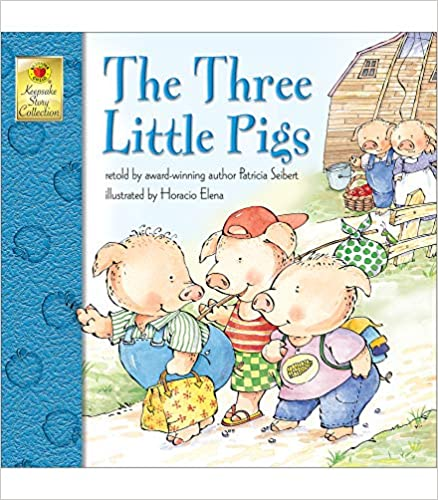 Keepsake
Story
Collection
The Three
Little Pigs
retold by award-winning author Patricia Seibert
illustrated by Horacio Elena